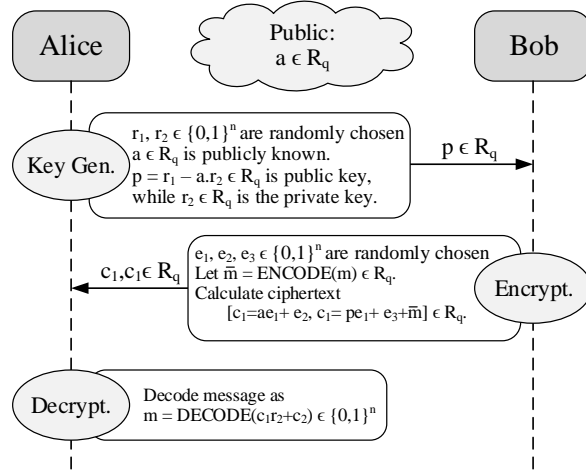 Alice
Public:
a ϵ R_q
Bob
Key Gen.
r_1, r_2 ϵ {0,1}^n are randomly chosen
a ϵ R_q is publicly known.
p = r_1 − a.r_2 ϵ R_q is public key,
while r_2 ϵ R_q is the private key.
p ϵ R_q
c_1,c_1ϵ R_q
e_1, e_2, e_3 ϵ {0,1}^n are randomly chosen
Let m̅ = ENCODE(m) ϵ R_q.
Calculate ciphertext
[c_1=ae_1+ e_2, c_1= pe_1+ e_3+m̅] ϵ R_q.
Encrypt.
Decrypt.
Decode message as
m = DECODE(c_1r_2+c_2) ϵ {0,1}^n